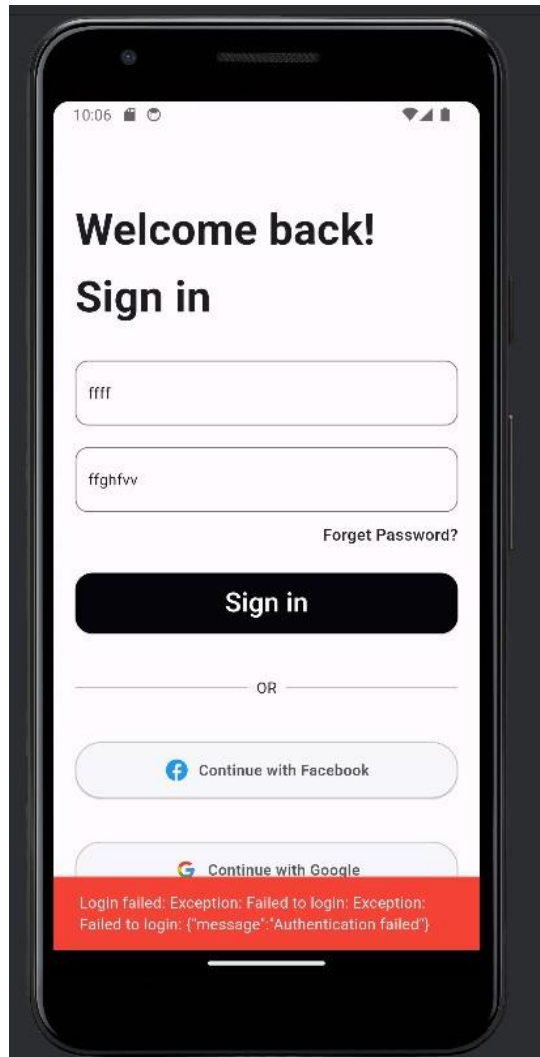 10:06
Welcome back!
Sign in
ffff
ffghfvv
Forget Password?
Sign in
OR
Continue with Facebook
Continue with Google
Login failed: Exception: Failed to login: Exception:
Failed to login: {"message":"Authentication failed"}